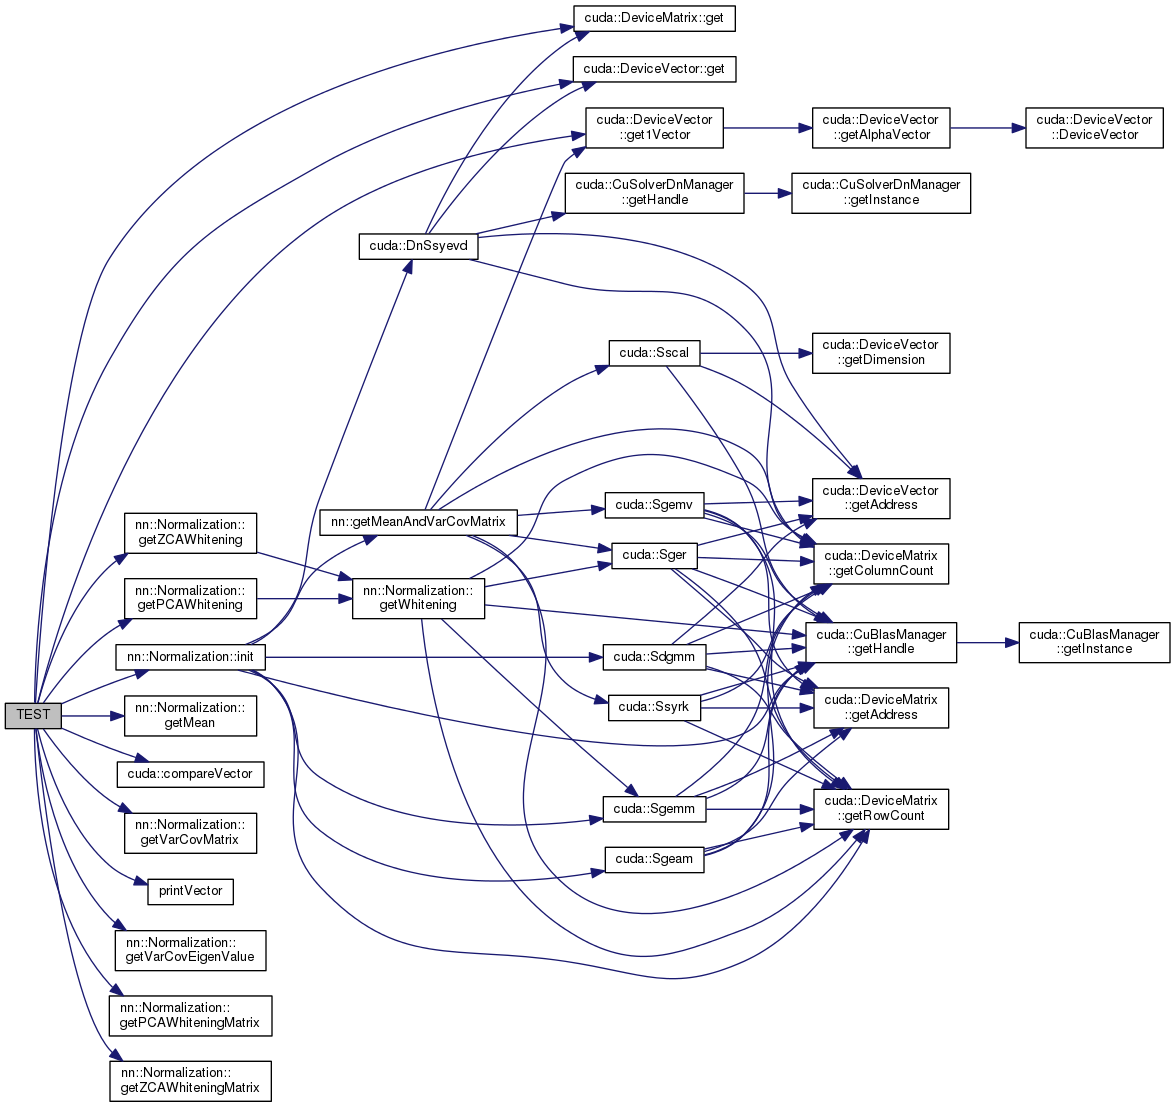 cuda::DeviceMatrix::get
cuda::DeviceVector::get
cuda::DeviceVector
::get1Vector
cuda::DeviceVector
::getAlphaVector
cuda::DeviceVector
::DeviceVector
cuda::CuSolverDnManager
::getHandle
cuda::CuSolverDnManager
::getInstance
cuda::DnSsyevd
cuda::Sscal
cuda::DeviceVector
::getDimension
cuda::DeviceVector
::getAddress
nn::getMeanAndVarCovMatrix
cuda::Sgemv
nn::Normalization::
getZCAWhitening
cuda::Sger
cuda::DeviceMatrix
::getColumnCount
nn::Normalization::
getPCAWhitening
nn::Normalization::
getWhitening
cuda::CuBlasManager
::getHandle
cuda::CuBlasManager
::getInstance
nn::Normalization::init
cuda::Sdgmm
TEST
nn::Normalization::
getMean
cuda::Ssyrk
cuda::DeviceMatrix
::getAddress
cuda::compareVector
nn::Normalization::
getVarCovMatrix
cuda::Sgemm
cuda::DeviceMatrix
::getRowCount
cuda::Sgeam
printVector
nn::Normalization::
getVarCovEigenValue
nn::Normalization::
getPCAWhiteningMatrix
nn::Normalization::
getZCAWhiteningMatrix